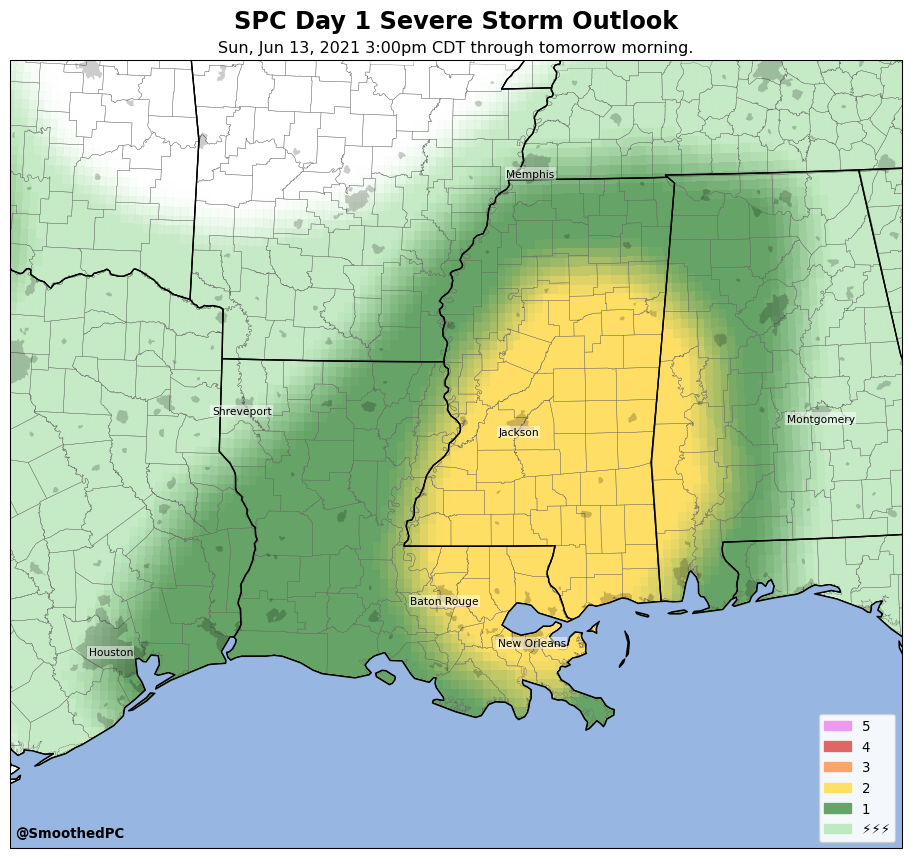 SPC Day 1 Severe Storm Outlook
Sun, Jun 13, 2021 3:00pm CDT through tomorrow morning.
Memphis
Shreveport
Jackson
Montgomery
Baton Rouge
New Orleans
Houston
5
4
3
2
1
⚡⚡⚡
@SmoothedPC